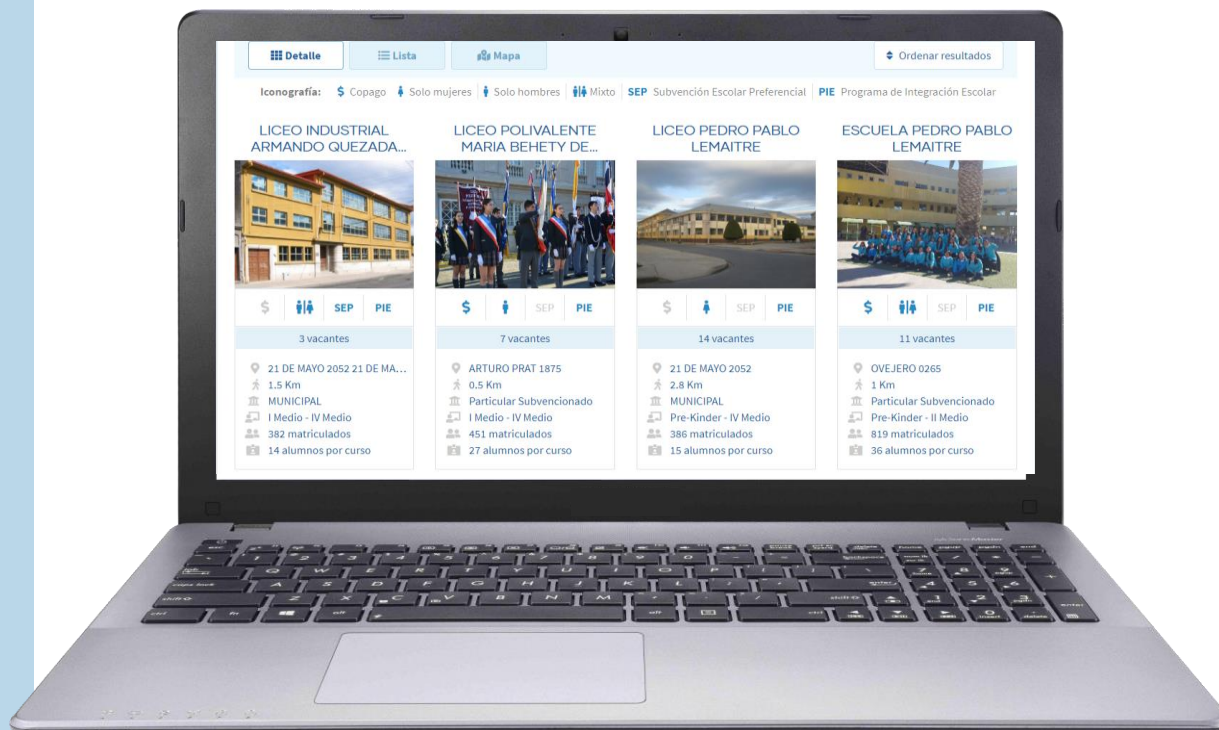 Detalle
Lista
Mapa
Ordenar resultados
Iconografía: $ Copago Solo mujeres Solo hombres Mixto SEP Subvención Escolar Preferencial PIE Programa de Integración Escolar
LICEO INDUSTRIAL
ARMANDO QUEZADA...
$ SEP PIE
3 vacantes
21 DE MAYO 2052 21 DE MA...
1.5 Km
MUNICIPAL
I Medio - IV Medio
382 matriculados
14 alumnos por curso
LICEO POLIVALENTE
MARIA BEHETY DE...
$ SEP PIE
7 vacantes
ARTURO PRAT 1875
0.5 Km
Particular Subvencionado
I Medio - IV Medio
451 matriculados
27 alumnos por curso
LICEO PEDRO PABLO
LEMAITRE
$ SEP PIE
14 vacantes
21 DE MAYO 2052
2.8 Km
MUNICIPAL
Pre-Kinder - IV Medio
386 matriculados
15 alumnos por curso
ESCUELA PEDRO PABLO
LEMAITRE
$ SEP PIE
11 vacantes
OVEJERO 0265
1 Km
Particular Subvencionado
Pre-Kinder - II Medio
819 matriculados
36 alumnos por curso